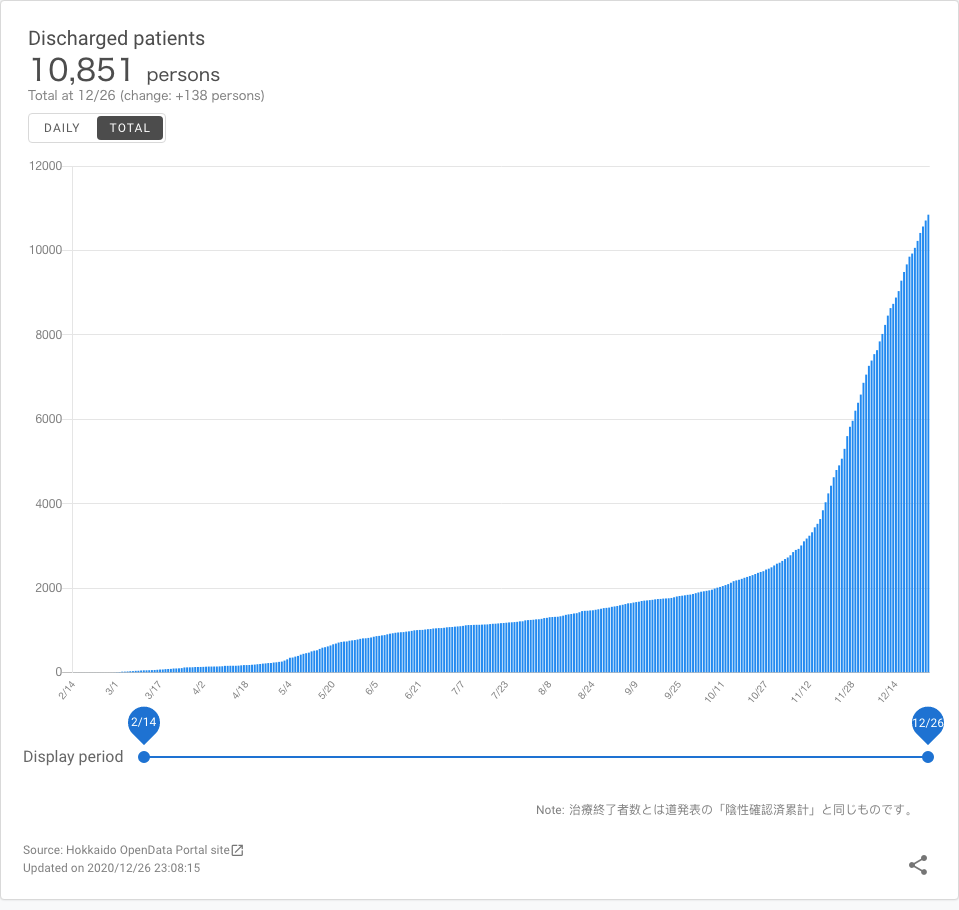 Discharged patients
10,851 persons
Total at 12/26 (change: +138 persons)
DAILY TOTAL
12000
10000
8000
6000
4000
2000
0
2/14 3/1 3/17 4/2 4/18 5/4 5/20 6/5 6/21 7/7 7/23 8/8 8/24 9/9 9/25 10/11 10/27 11/12 11/28 12/14
2/14 12/26
Display period
Note: 治療終了者数とは道発表の「陰性確認済累計」と同じものです。
Source: Hokkaido OpenData Portal site
Updated on 2020/12/26 23:08:15